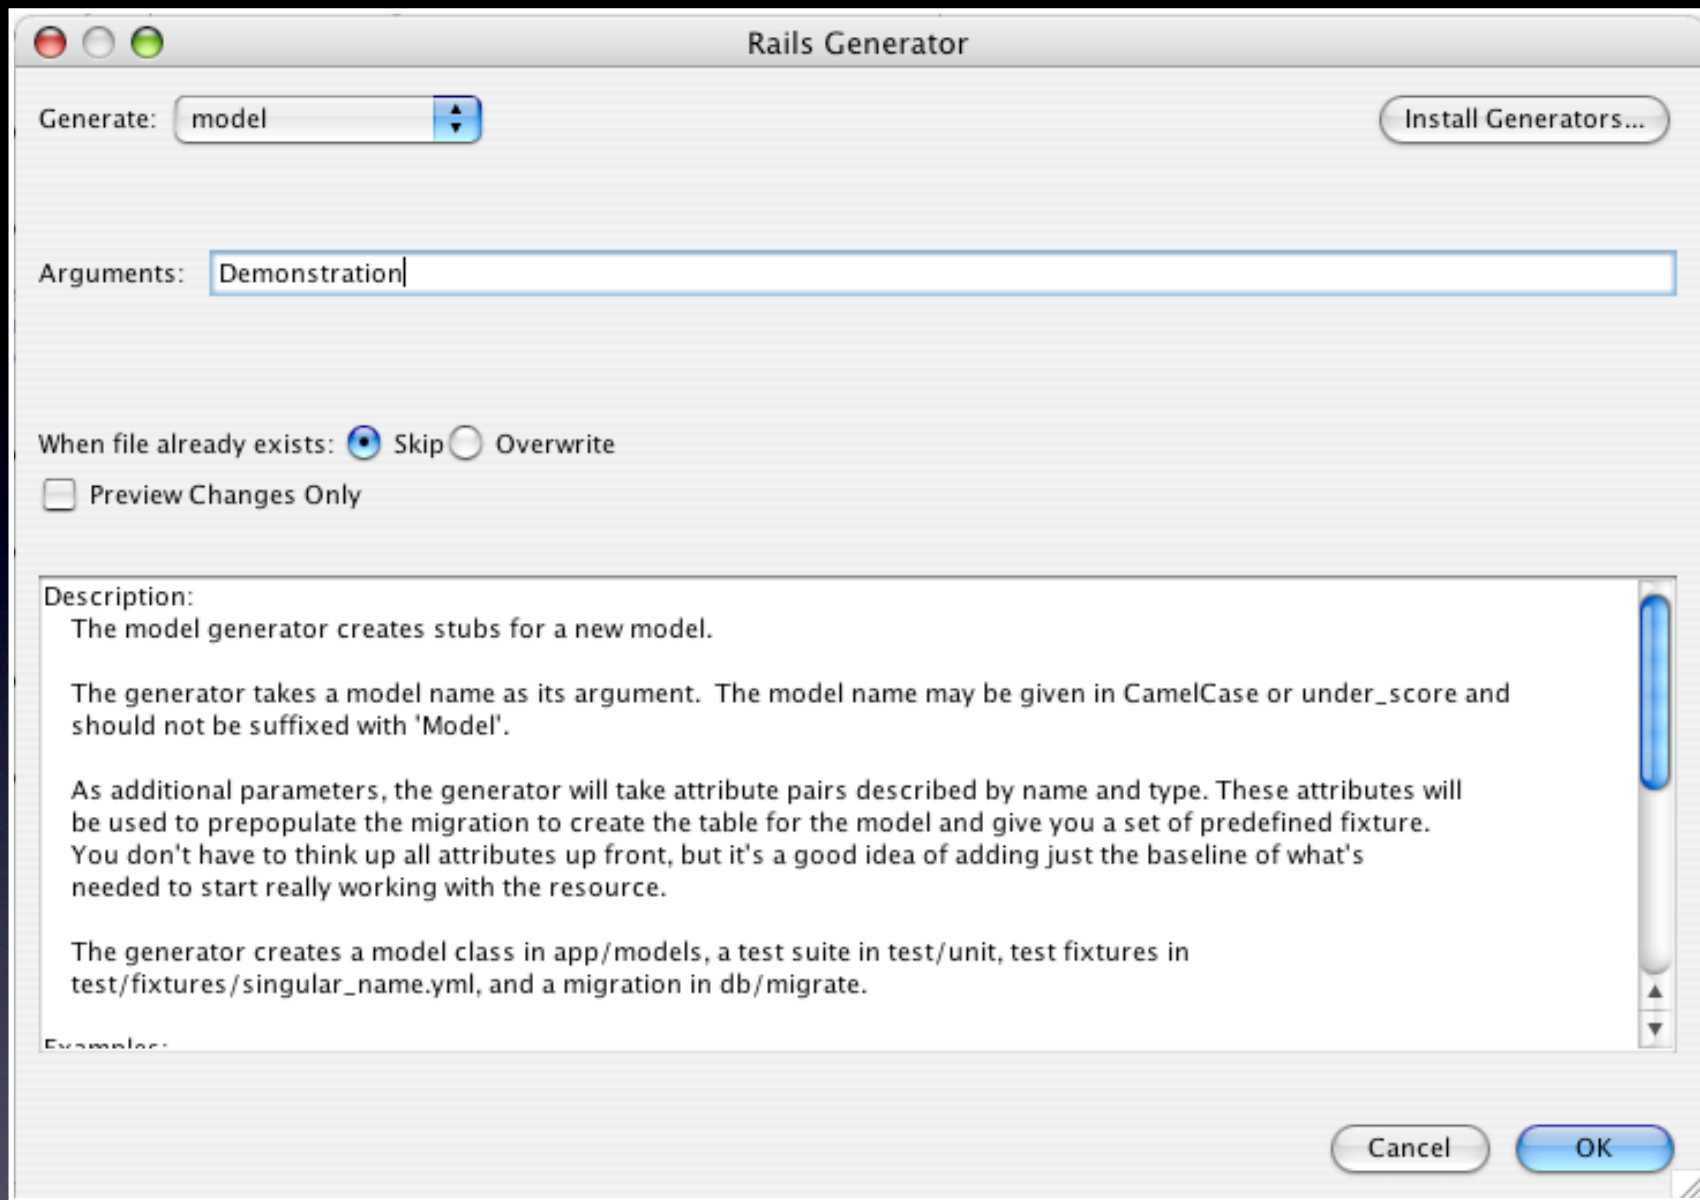 Rails Generator
Generate: model
Install Generators...
Arguments: Demonstration
When file already exists: Skip Overwrite
Preview Changes Only
Description:
The model generator creates stubs for a new model.
The generator takes a model name as its argument. The model name may be given in CamelCase or under_score and
should not be suffixed with 'Model'.
As additional parameters, the generator will take attribute pairs described by name and type. These attributes will
be used to prepopulate the migration to create the table for the model and give you a set of predefined fixture.
You don't have to think up all attributes up front, but it's a good idea of adding just the baseline of what's
needed to start really working with the resource.
The generator creates a model class in app/models, a test suite in test/unit, test fixtures in
test/fixtures/singular_name.yml, and a migration in db/migrate.
Examples:
Cancel OK